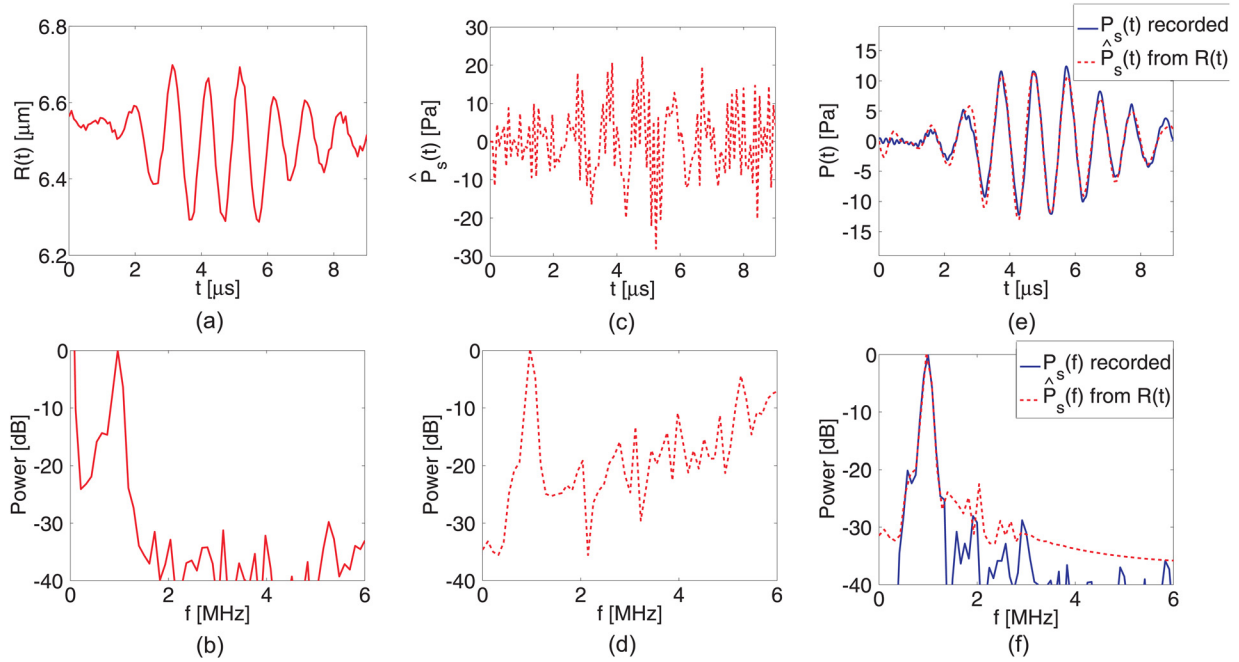 6.8
6.6
6.4
6.2
R(t) [μm]
0 2 4 6 8
t [μs]
(a)
30
20
10
0
-10
-20
-30
P̂s(t) [Pa]
0 2 4 6 8
t [μs]
(c)
Ps(t) recorded
P̂s(t) from R(t)
15
10
5
0
-5
-10
-15
P(t) [Pa]
0 2 4 6 8
t [μs]
(e)
0
-10
-20
-30
-40
Power [dB]
0 2 4 6
f [MHz]
(b)
0
-10
-20
-30
-40
Power [dB]
0 2 4 6
f [MHz]
(d)
Ps(f) recorded
P̂s(f) from R(t)
0
-10
-20
-30
-40
Power [dB]
0 2 4 6
f [MHz]
(f)